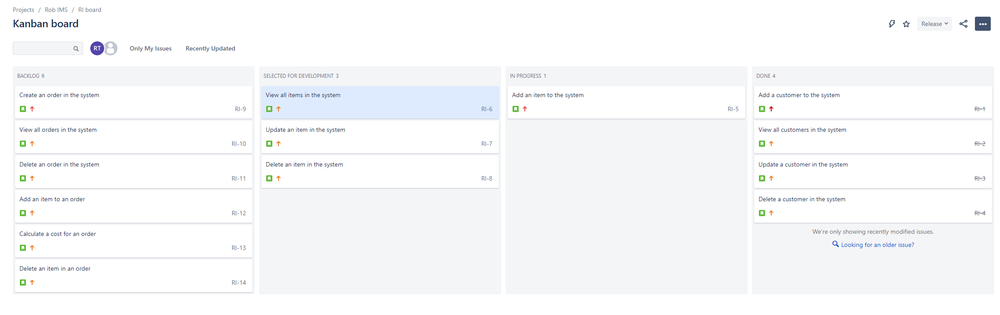 Projects / Rob IMS / RI board
Kanban board
Release
RT
Only My Issues
Recently Updated
BACKLOG 6
Create an order in the system
RI-9
View all orders in the system
RI-10
Delete an order in the system
RI-11
Add an item to an order
RI-12
Calculate a cost for an order
RI-13
Delete an item in an order
RI-14
SELECTED FOR DEVELOPMENT 3
View all items in the system
RI-6
Update an item in the system
RI-7
Delete an item in the system
RI-8
IN PROGRESS 1
Add an item to the system
RI-5
DONE 4
Add a customer to the system
RI-1
View all customers in the system
RI-2
Update a customer in the system
RI-3
Delete a customer in the system
RI-4
We're only showing recently modified issues.
Looking for an older issue?